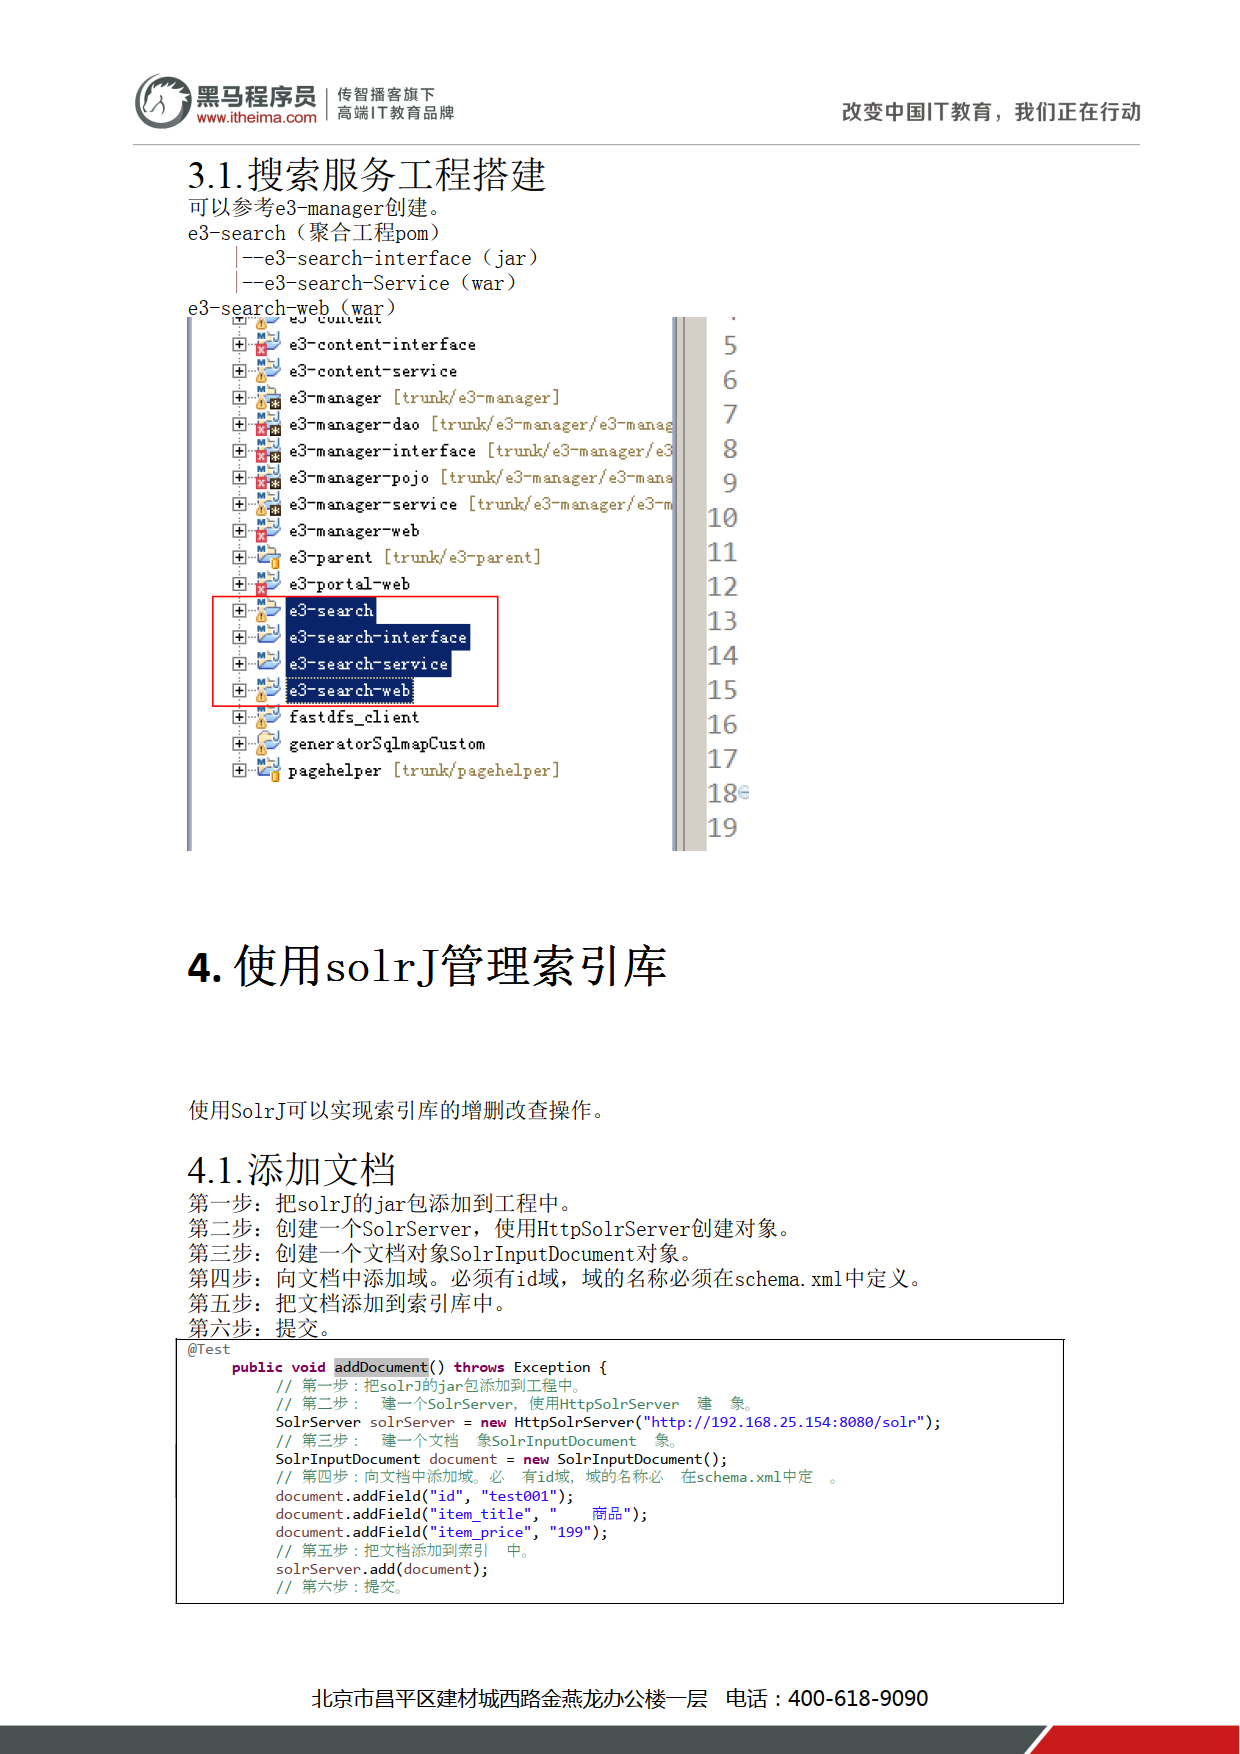 黑马程序员
www.itheima.com
传智播客旗下
高端IT教育品牌
改变中国IT教育，我们正在行动
3.1.搜索服务工程搭建
可以参考e3-manager创建。
e3-search（聚合工程pom）
|--e3-search-interface（jar）
|--e3-search-Service（war）
e3-search-web（war）
e3-content
e3-content-interface
e3-content-service
e3-manager [trunk/e3-manager]
e3-manager-dao [trunk/e3-manager/e3-manag
e3-manager-interface [trunk/e3-manager/e3
e3-manager-pojo [trunk/e3-manager/e3-mana
e3-manager-service [trunk/e3-manager/e3-m
e3-manager-web
e3-parent [trunk/e3-parent]
e3-portal-web
e3-search
e3-search-interface
e3-search-service
e3-search-web
fastdfs_client
generatorSqlmapCustom
pagehelper [trunk/pagehelper]
5
6
7
8
9
10
11
12
13
14
15
16
17
18
19
4. 使用solrJ管理索引库
使用SolrJ可以实现索引库的增删改查操作。
4.1.添加文档
第一步：把solrJ的jar包添加到工程中。
第二步：创建一个SolrServer，使用HttpSolrServer创建对象。
第三步：创建一个文档对象SolrInputDocument对象。
第四步：向文档中添加域。必须有id域，域的名称必须在schema.xml中定义。
第五步：把文档添加到索引库中。
第六步：提交。
@Test
public void addDocument() throws Exception {
// 第一步：把solrJ的jar包添加到工程中。
// 第二步： 建一个SolrServer，使用HttpSolrServer 建 象。
SolrServer solrServer = new HttpSolrServer("http://192.168.25.154:8080/solr");
// 第三步： 建一个文档 象SolrInputDocument 象。
SolrInputDocument document = new SolrInputDocument();
// 第四步：向文档中添加域。必 有id域，域的名称必 在schema.xml中定 。
document.addField("id", "test001");
document.addField("item_title", " 商品");
document.addField("item_price", "199");
// 第五步：把文档添加到索引 中。
solrServer.add(document);
// 第六步：提交。
北京市昌平区建材城西路金燕龙办公楼一层 电话：400-618-9090